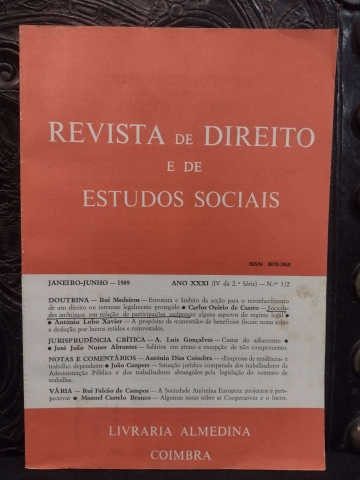 REVISTA DE DIREITO
E DE
ESTUDOS SOCIAIS
ISSN 0870-3965
JANEIRO-JUNHO — 1989 ANO XXXI (IV da 2.ª Série) — N.os 1/2
DOUTRINA — Rui Medeiros — Estrutura e âmbito da acção para o reconhecimento
de um direito ou interesse legalmente protegido • Carlos Osório de Castro — Socieda-
des anónimas em relação de participações recíprocas: alguns aspectos do regime legal •
• António Lobo Xavier — A propósito de «convenções» de benefícios fiscais: notas sobre
a dedução por lucros retidos e reinvestidos.
JURISPRUDÊNCIA CRÍTICA — A. Luís Gonçalves — Custas do adiamento •
• José João Nunes Abrantes — Salários em atraso e excepção de não cumprimento.
NOTAS E COMENTÁRIOS — António Dias Coimbra — «Empresas de tendência» e
trabalho dependente • João Caupers — Situação jurídica comparada dos trabalhadores da
Administração Pública e dos trabalhadores abrangidos pela legislação do contrato de
trabalho.
VÁRIA — Rui Falcão de Campos — A Sociedade Anónima Europeia: projectos e pers-
pectivas • Manuel Castelo Branco — Algumas notas sobre as Cooperativas e o lucro.
LIVRARIA ALMEDINA
COIMBRA